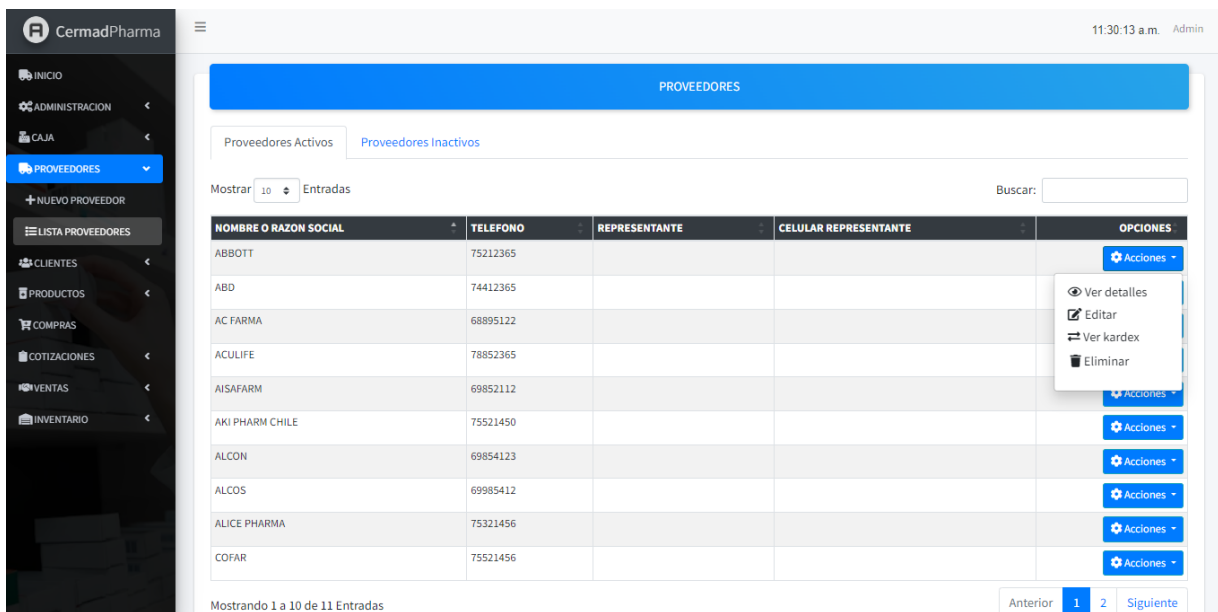 CermadPharma
11:30:13 a.m. Admin
INICIO
ADMINISTRACION
CAJA
PROVEEDORES
NUEVO PROVEEDOR
LISTA PROVEEDORES
CLIENTES
PRODUCTOS
COMPRAS
COTIZACIONES
VENTAS
INVENTARIO
PROVEEDORES
Proveedores Activos Proveedores Inactivos
Mostrar 10 Entradas Buscar:
NOMBRE O RAZON SOCIAL TELEFONO REPRESENTANTE CELULAR REPRESENTANTE OPCIONES
ABBOTT 75212365 Acciones
ABD 74412365
AC FARMA 68895122
ACULIFE 78852365
AISAFARM 69852112 Acciones
Ver detalles
Editar
Ver kardex
Eliminar
AKI PHARM CHILE 75521450 Acciones
ALCON 69854123 Acciones
ALCOS 69985412 Acciones
ALICE PHARMA 75321456 Acciones
COFAR 75521456 Acciones
Mostrando 1 a 10 de 11 Entradas Anterior 1 2 Siguiente